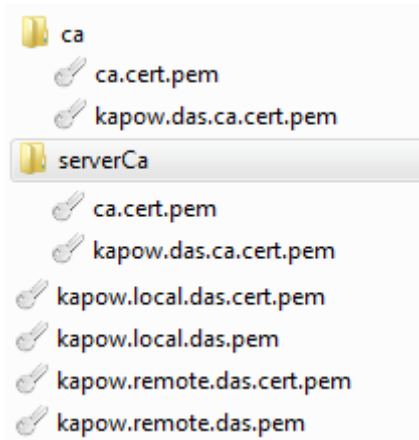 ca
ca.cert.pem
kapow.das.ca.cert.pem
serverCa
ca.cert.pem
kapow.das.ca.cert.pem
kapow.local.das.cert.pem
kapow.local.das.pem
kapow.remote.das.cert.pem
kapow.remote.das.pem